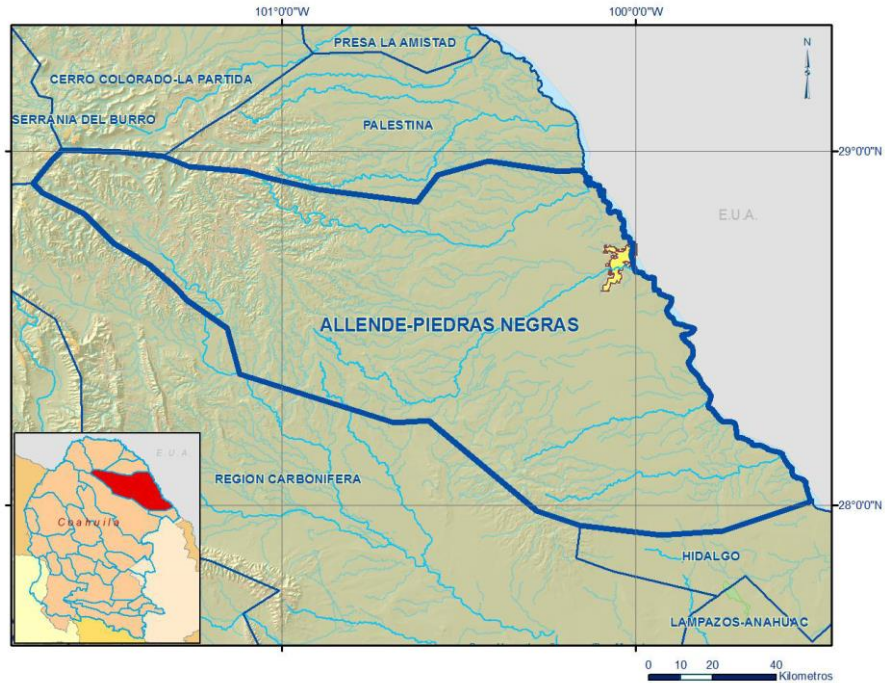 101°0'0"W
100°0'0"W
PRESA LA AMISTAD
N
CERRO COLORADO-LA PARTIDA
SERRANIA DEL BURRO
PALESTINA
29°0'0"N
E.U.A.
ALLENDE-PIEDRAS NEGRAS
REGION CARBONIFERA
28°0'0"N
HIDALGO
LAMPAZOS-ANAHUAC
E.U.A.
Coahuila
0 10 20 40
Kilometros